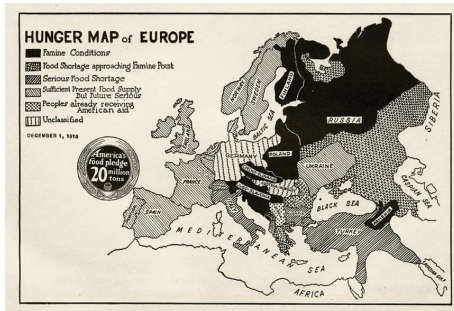 HUNGER MAP of EUROPE
Famine Conditions
Food Shortage approaching Famine Point
Serious Food Shortage
Sufficient Present Food Supply
But Future Serious
Peoples already receiving
American aid
Unclassified
DECEMBER 1, 1918
America's
food pledge
20 million
tons
NORWAY
SWEDEN
FINLAND
BALTIC SEA
RUSSIA
SIBERIA
GERMANY
POLAND
UKRAINE
FRANCE
SPAIN
CASPIAN SEA
BLACK SEA
TURKEY
MEDITERRANEAN
SEA
AFRICA